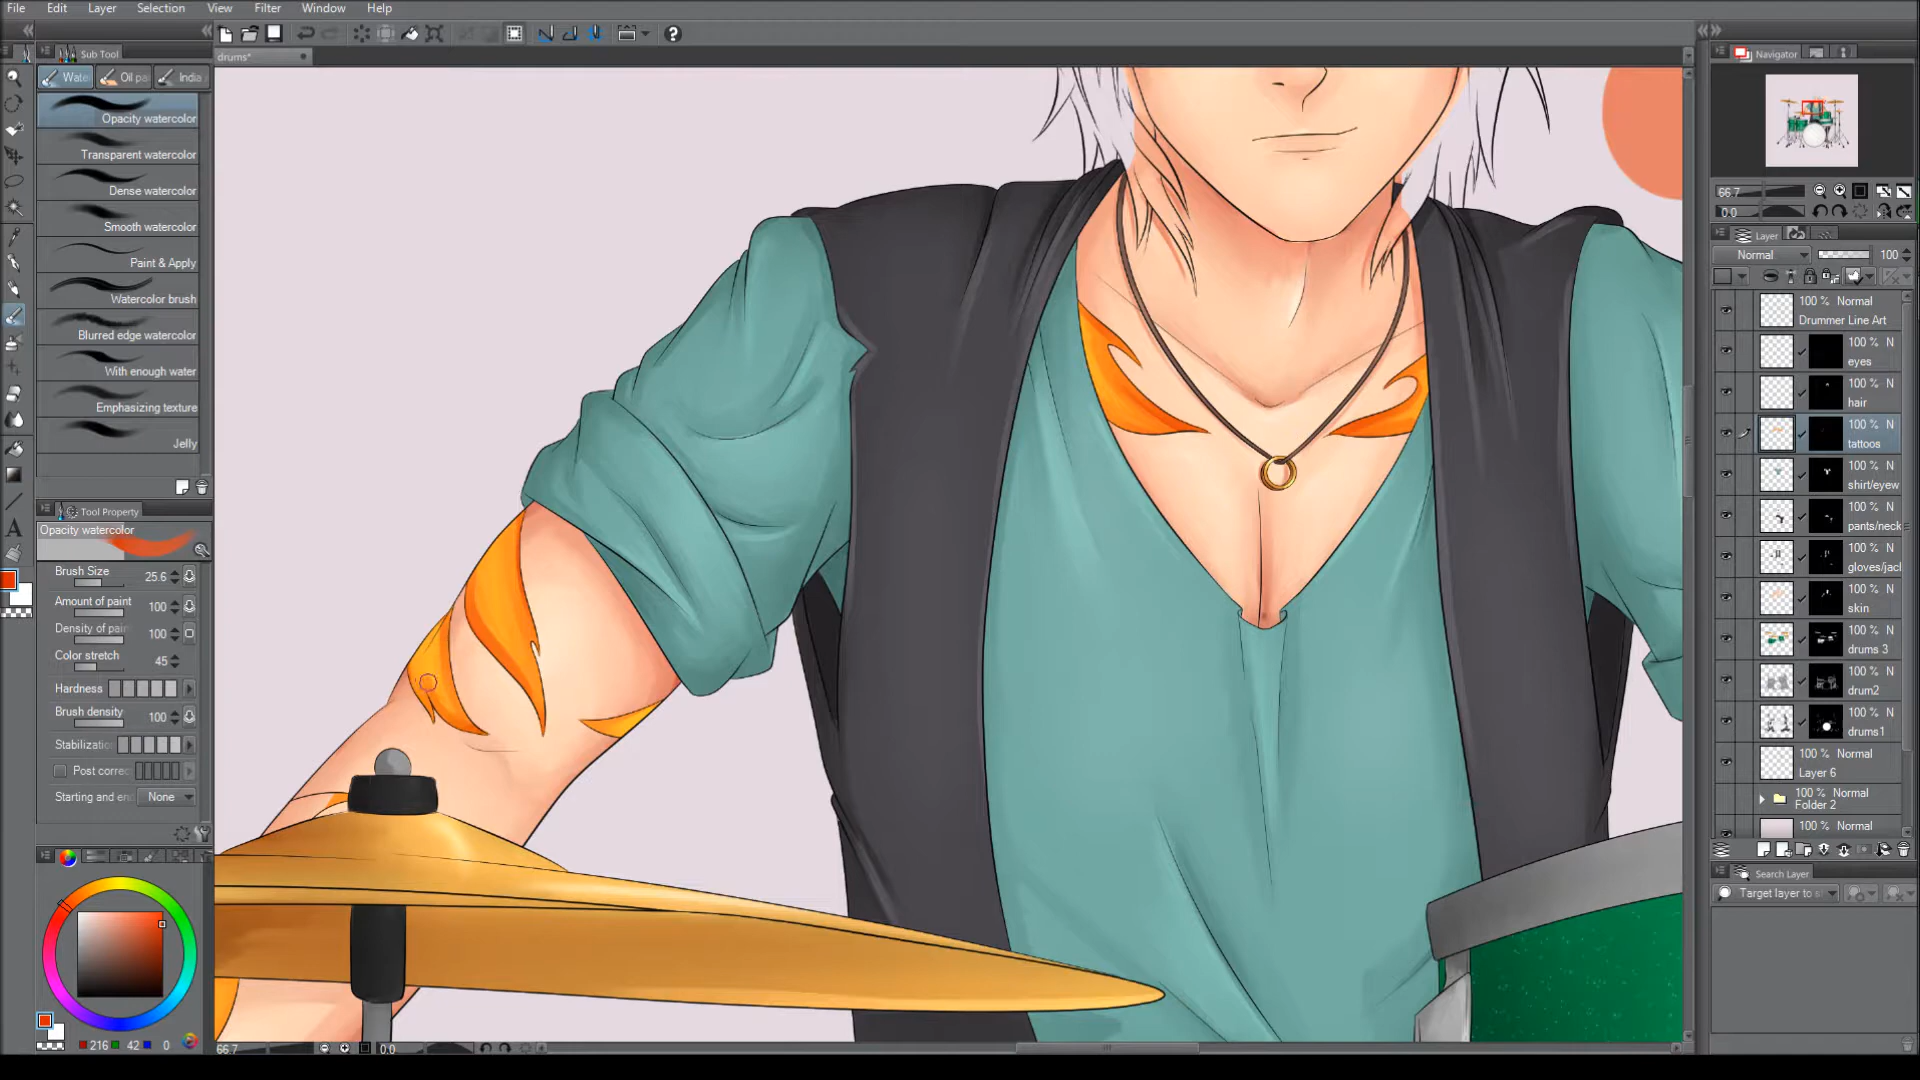 File Edit Layer Selection View Filter Window Help
Sub Tool
drums*
Navigator
Wate Oil pa India
Opacity watercolor
Transparent watercolor
Dense watercolor
Smooth watercolor
Paint & Apply
Watercolor brush
Blurred edge watercolor
With enough water
Emphasizing texture
Jelly
Tool Property
Opacity watercolor
Brush Size 25.6
Amount of paint 100
Density of pain 100
Color stretch 45
Hardness
Brush density 100
Stabilizatio
Post correc
Starting and en None
216 42 0
66.7 0.0
66.7
0.0
Layer
Normal 100
100 % Normal
Drummer Line Art
100 % N
eyes
100 % N
hair
100 % N
tattoos
100 % N
shirt/eyew
100 % N
pants/neck
100 % N
gloves/jack
100 % N
skin
100 % N
drums 3
100 % N
drum2
100 % N
drums1
100 % Normal
Layer 6
100 % Normal
Folder 2
100 % Normal
Search Layer
Target layer to s